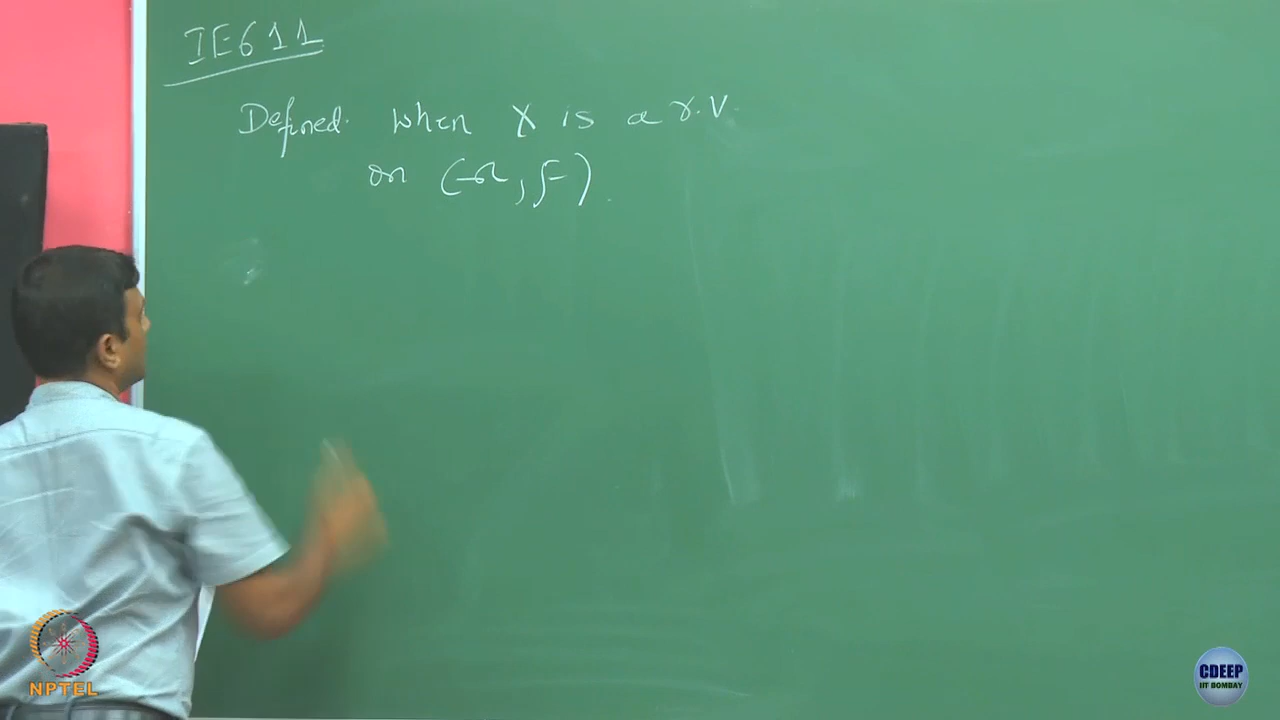 IE611
Defined when X is a r.v.
on (Ω, F).
NPTEL
CDEEP
IIT BOMBAY